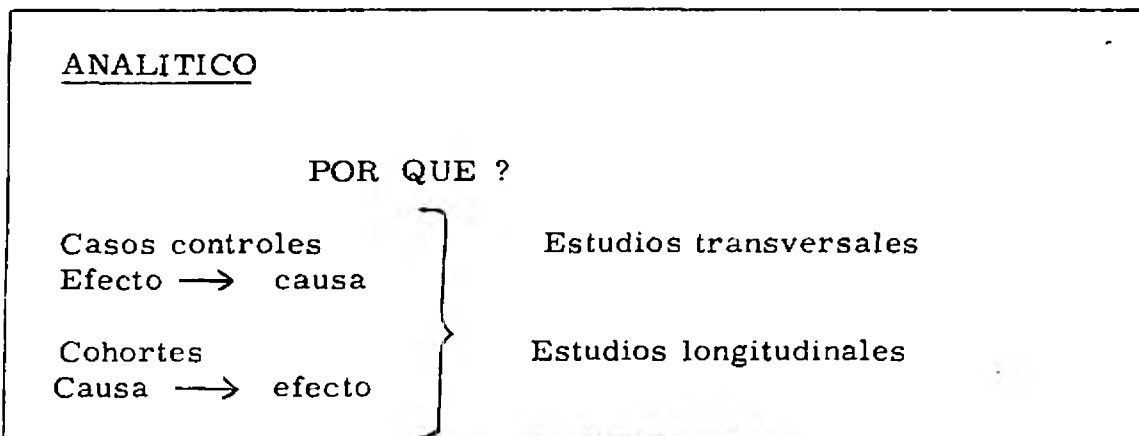 ANALITICO
POR QUE ?
Casos controles
Efecto → causa
Estudios transversales
Cohortes
Causa → efecto
Estudios longitudinales